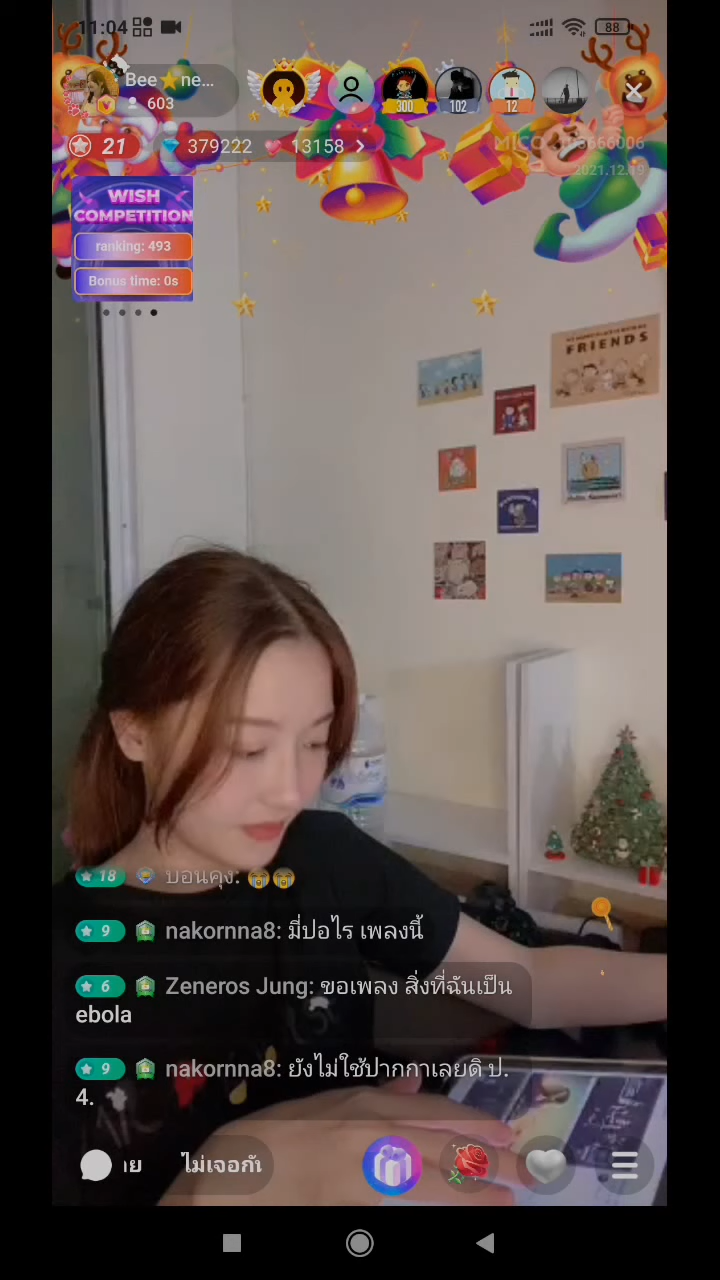 11:04
88
Bee⭐ne...
603
300
102
12
21
379222
13158
2021.12.19
WISH
COMPETITION
ranking: 493
Bonus time: 0s
FRIENDS
18 บอนคุง: 😭😭
9 nakornna8: มี่ปอไร เพลงนี้
6 Zeneros Jung: ขอเพลง สิ่งที่ฉันเป็น
ebola
9 nakornna8: ยังไม่ใช้ปากกาเลยดิ ป.
4.
าย ไม่เจอกัน